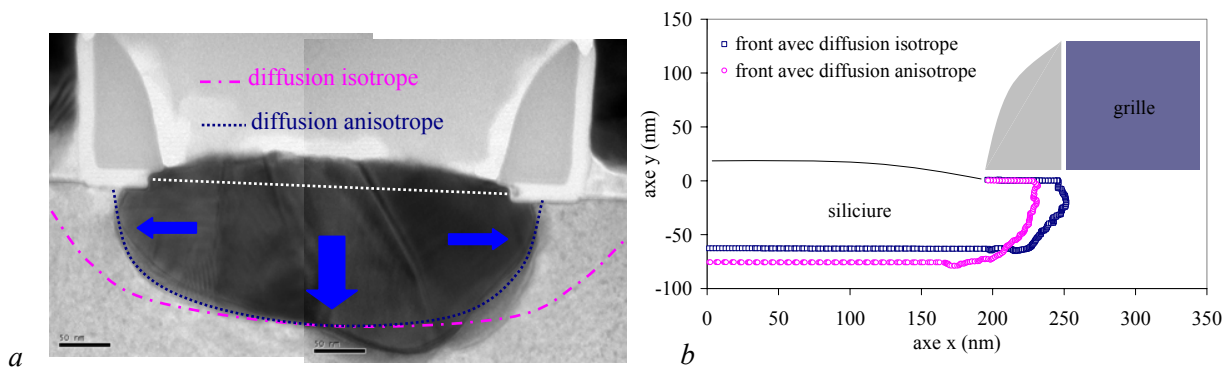 diffusion isotrope
diffusion anisotrope
50 nm
50 nm
a
150
100
50
0
-50
-100
axe y (nm)
front avec diffusion isotrope
front avec diffusion anisotrope
grille
siliciure
0
50
100
150
200
250
300
350
axe x (nm)
b